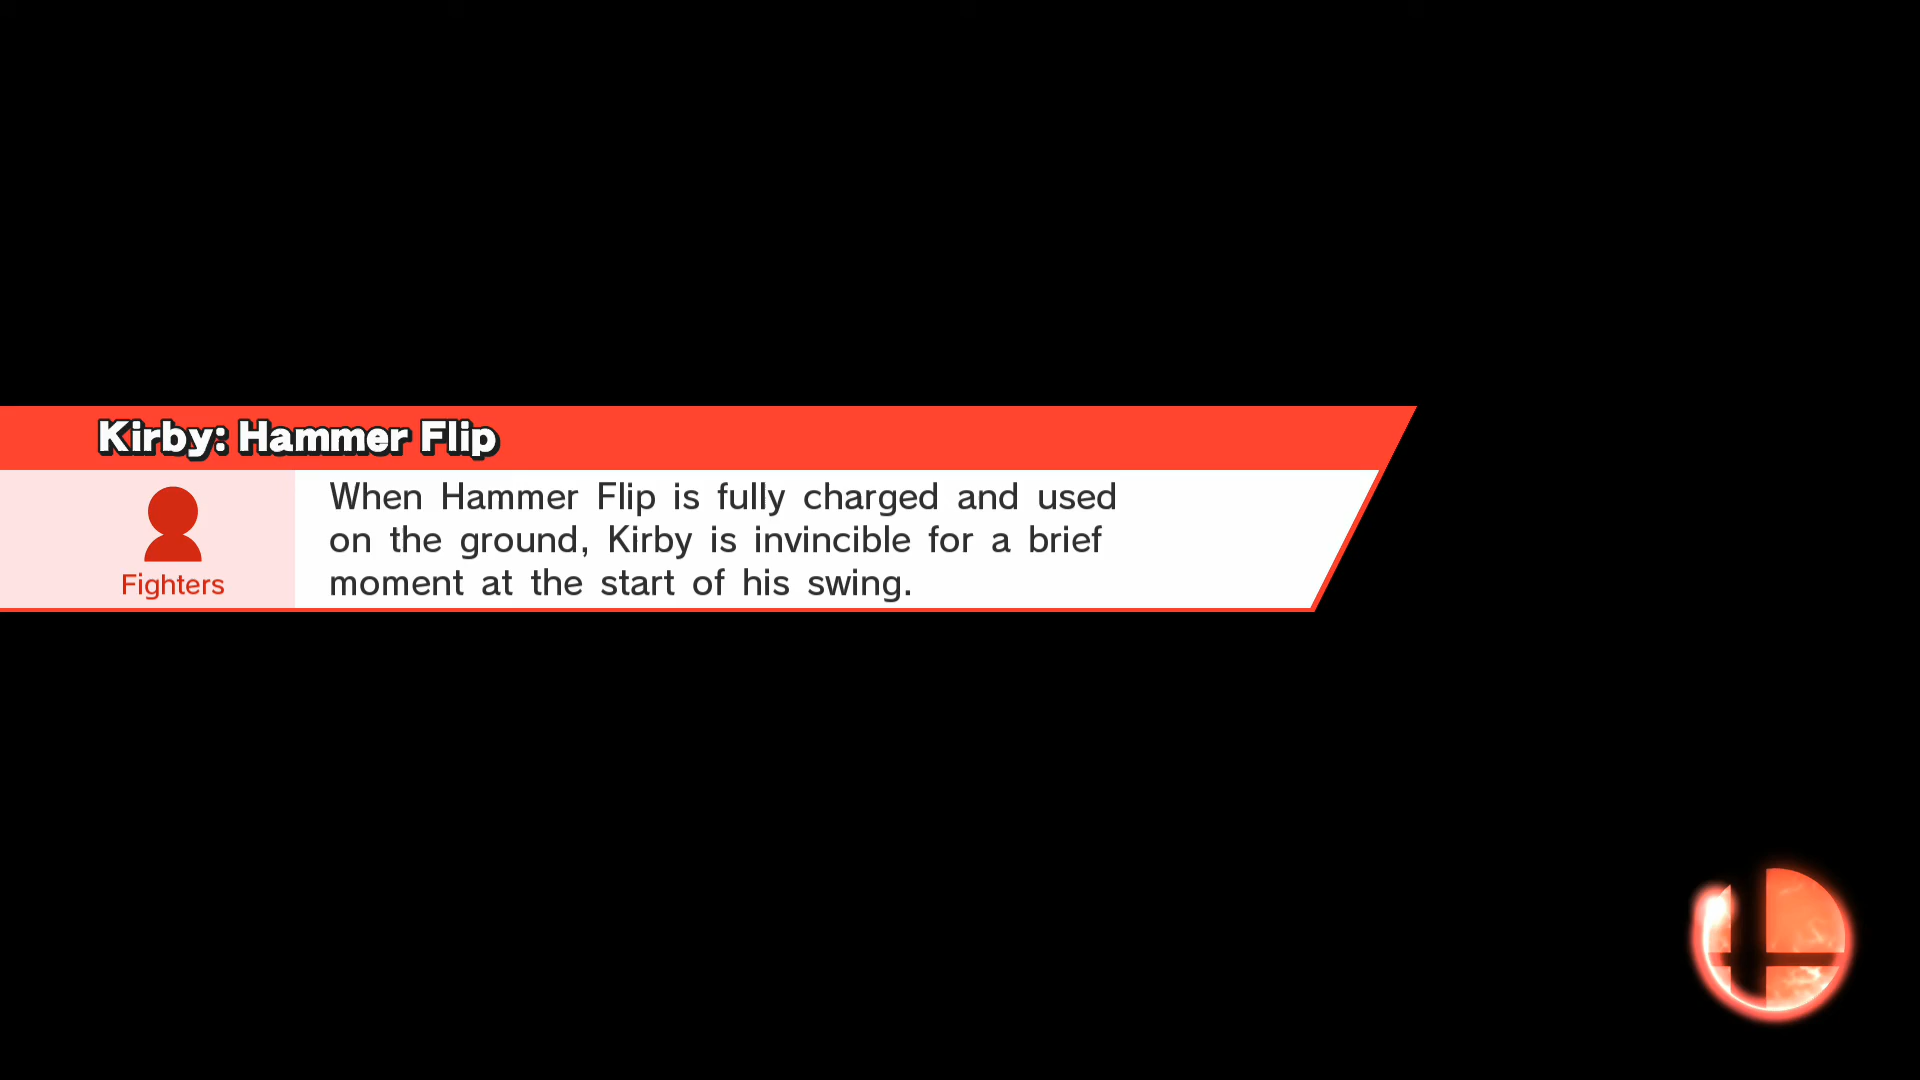 Kirby: Hammer Flip
When Hammer Flip is fully charged and used
on the ground, Kirby is invincible for a brief
moment at the start of his swing.
Fighters